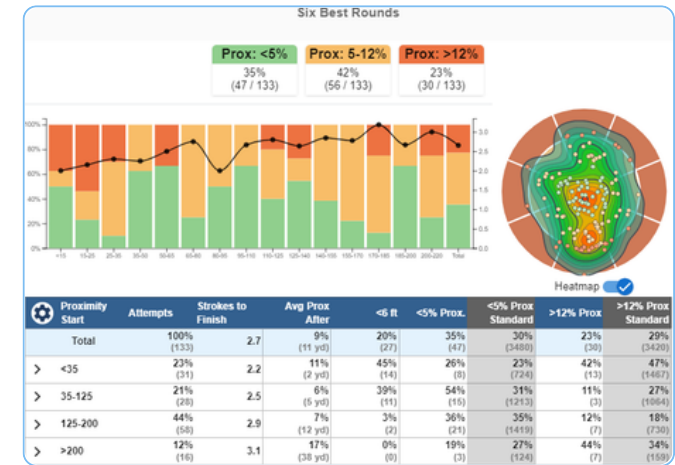 Six Best Rounds
Prox: <5% Prox: 5-12% Prox: >12%
35% 42% 23%
(47 / 133) (56 / 133) (30 / 133)
100%
80%
60%
40%
20%
0%
3.0
2.5
2.0
1.5
1.0
0.5
0.0
<15 15-25 25-35 35-50 50-65 65-80 80-95 95-110 110-125 125-140 140-155 155-170 170-185 185-200 200-220 Total
Heatmap
Proximity Start Attempts Strokes to Finish Avg Prox After <6 ft <5% Prox. <5% Prox Standard >12% Prox >12% Prox Standard
Total 100% 2.7 9% 20% 35% 30% 23% 29%
(133) (11 yd) (27) (47) (3480) (30) (3420)
<35 23% 2.2 11% 45% 26% 23% 42% 47%
(31) (2 yd) (14) (8) (724) (13) (1467)
35-125 21% 2.5 6% 39% 54% 31% 11% 27%
(28) (5 yd) (11) (15) (1213) (3) (1064)
125-200 44% 2.9 7% 3% 36% 35% 12% 18%
(58) (12 yd) (2) (21) (1419) (7) (730)
>200 12% 3.1 17% 0% 19% 27% 44% 34%
(16) (38 yd) (0) (3) (124) (7) (159)